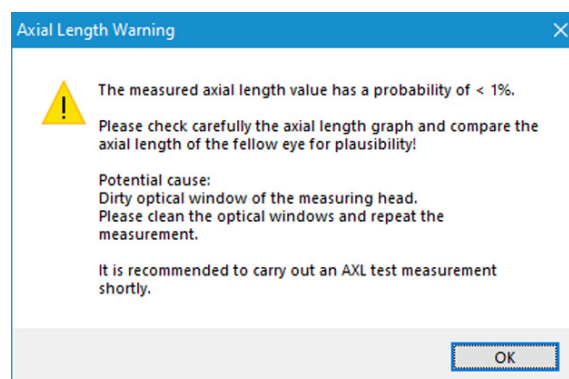 Axial Length Warning
The measured axial length value has a probability of < 1%.
Please check carefully the axial length graph and compare the
axial length of the fellow eye for plausibility!
Potential cause:
Dirty optical window of the measuring head.
Please clean the optical windows and repeat the
measurement.
It is recommended to carry out an AXL test measurement
shortly.
OK